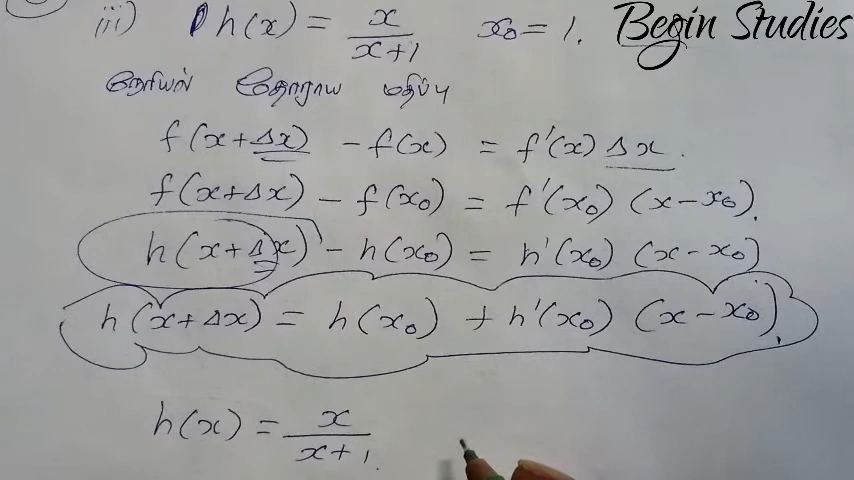 iii) h(x) = x/(x+1) x₀ = 1.
Begin Studies
நேரியல் தோராய மதிப்பு
f(x+Δx) - f(x) = f'(x) Δx.
f(x+Δx) - f(x₀) = f'(x₀) (x-x₀).
h(x+Δx) - h(x₀) = h'(x₀) (x-x₀)
h(x+Δx) = h(x₀) + h'(x₀) (x-x₀).
h(x) = x/(x+1).